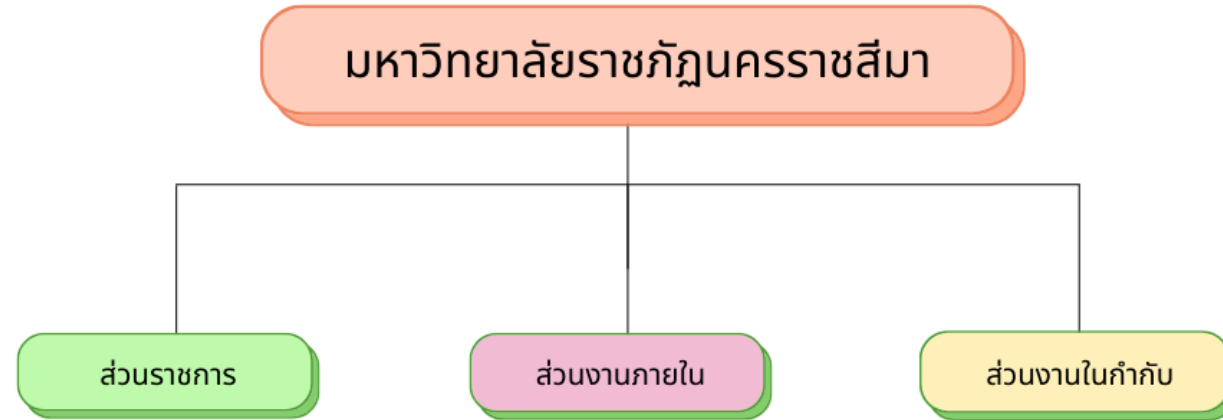 มหาวิทยาลัยราชภัฏนครราชสีมา
ส่วนราชการ
ส่วนงานภายใน
ส่วนงานในกำกับ